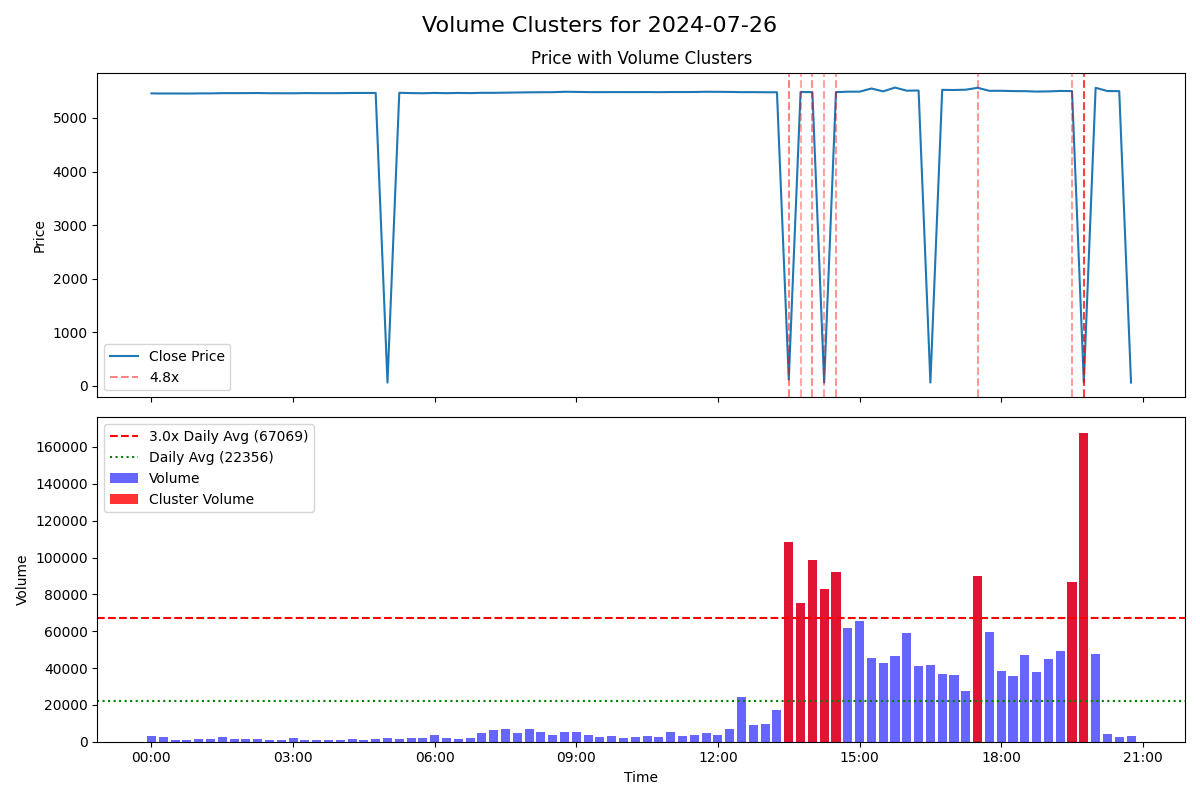 Volume Clusters for 2024-07-26
Price with Volume Clusters
Price
5000
4000
3000
2000
1000
0
Close Price
4.8x
Volume
160000
140000
120000
100000
80000
60000
40000
20000
0
3.0x Daily Avg (67069)
Daily Avg (22356)
Volume
Cluster Volume
00:00 03:00 06:00 09:00 12:00 15:00 18:00 21:00
Time